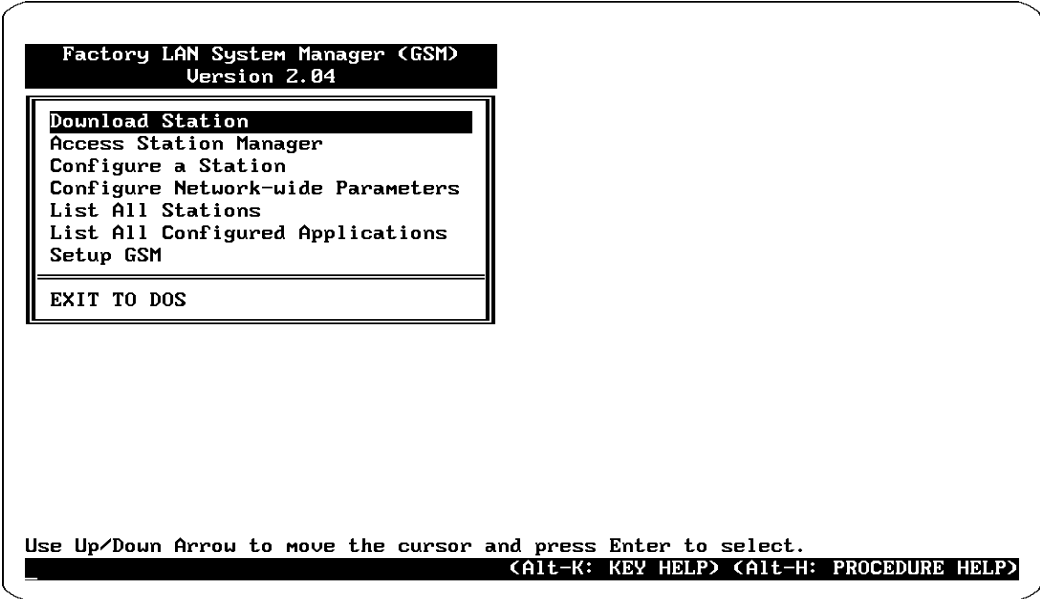 Factory LAN System Manager (GSM)
Version 2.04
Download Station
Access Station Manager
Configure a Station
Configure Network-wide Parameters
List All Stations
List All Configured Applications
Setup GSM
EXIT TO DOS
Use Up/Down Arrow to move the cursor and press Enter to select.
(Alt-K: KEY HELP) (Alt-H: PROCEDURE HELP)